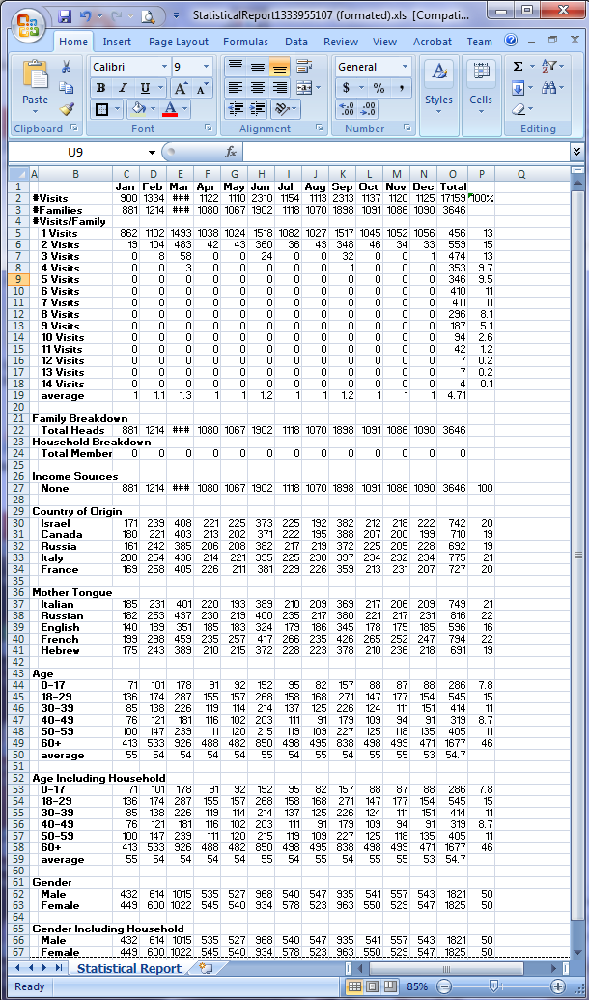 StatisticalReport1333955107 (formated).xls [Compati...
Home Insert Page Layout Formulas Data Review View Acrobat Team
Calibri 9 General
Paste Styles Cells
Clipboard Font Alignment Number Editing
U9 fx
A B C D E F G H I J K L M N O P Q
1 Jan Feb Mar Apr May Jun Jul Aug Sep Oct Nov Dec Total
2 #Visits 900 1334 ### 1122 1110 2310 1154 1113 2313 1137 1120 1125 17159 100%
3 #Families 881 1214 ### 1080 1067 1902 1118 1070 1898 1091 1086 1090 3646
4 #Visits/Family
5 1 Visits 862 1102 1493 1038 1024 1518 1082 1027 1517 1045 1052 1056 456 13
6 2 Visits 19 104 483 42 43 360 36 43 348 46 34 33 559 15
7 3 Visits 0 8 58 0 0 24 0 0 32 0 0 1 474 13
8 4 Visits 0 0 3 0 0 0 0 0 1 0 0 0 353 9.7
9 5 Visits 0 0 0 0 0 0 0 0 0 0 0 0 346 9.5
10 6 Visits 0 0 0 0 0 0 0 0 0 0 0 0 410 11
11 7 Visits 0 0 0 0 0 0 0 0 0 0 0 0 411 11
12 8 Visits 0 0 0 0 0 0 0 0 0 0 0 0 296 8.1
13 9 Visits 0 0 0 0 0 0 0 0 0 0 0 0 187 5.1
14 10 Visits 0 0 0 0 0 0 0 0 0 0 0 0 94 2.6
15 11 Visits 0 0 0 0 0 0 0 0 0 0 0 0 42 1.2
16 12 Visits 0 0 0 0 0 0 0 0 0 0 0 0 7 0.2
17 13 Visits 0 0 0 0 0 0 0 0 0 0 0 0 7 0.2
18 14 Visits 0 0 0 0 0 0 0 0 0 0 0 0 4 0.1
19 average 1 1.1 1.3 1 1 1.2 1 1 1.2 1 1 1 4.71
20
21 Family Breakdown
22 Total Heads 881 1214 ### 1080 1067 1902 1118 1070 1898 1091 1086 1090 3646
23 Household Breakdown
24 Total Member 0 0 0 0 0 0 0 0 0 0 0 0 0
25
26 Income Sources
27 None 881 1214 ### 1080 1067 1902 1118 1070 1898 1091 1086 1090 3646 100
28
29 Country of Origin
30 Israel 171 239 408 221 225 373 225 192 382 212 218 222 742 20
31 Canada 180 221 403 213 202 371 222 195 388 207 200 199 710 19
32 Russia 161 242 385 206 208 382 217 219 372 225 205 228 692 19
33 Italy 200 254 436 214 221 395 225 238 397 234 232 234 775 21
34 France 169 258 405 226 211 381 229 226 359 213 231 207 727 20
35
36 Mother Tongue
37 Italian 185 231 401 220 193 389 210 209 369 217 206 209 749 21
38 Russian 182 253 437 230 219 400 235 217 380 221 217 231 816 22
39 English 140 189 351 185 183 324 179 186 345 178 175 185 596 16
40 French 199 298 459 235 257 417 266 235 426 265 252 247 794 22
41 Hebrew 175 243 389 210 215 372 228 223 378 210 236 218 691 19
42
43 Age
44 0-17 71 101 178 91 92 152 95 82 157 88 87 88 286 7.8
45 18-29 136 174 287 155 157 268 158 168 271 147 177 154 545 15
46 30-39 85 138 226 119 114 214 137 125 226 124 111 151 414 11
47 40-49 76 121 181 116 102 203 111 91 179 109 94 91 319 8.7
48 50-59 100 147 239 111 120 215 119 109 227 125 118 135 405 11
49 60+ 413 533 926 488 482 850 498 495 838 498 499 471 1677 46
50 average 55 54 54 54 54 55 54 55 54 55 55 53 54.7
51
52 Age Including Household
53 0-17 71 101 178 91 92 152 95 82 157 88 87 88 286 7.8
54 18-29 136 174 287 155 157 268 158 168 271 147 177 154 545 15
55 30-39 85 138 226 119 114 214 137 125 226 124 111 151 414 11
56 40-49 76 121 181 116 102 203 111 91 179 109 94 91 319 8.7
57 50-59 100 147 239 111 120 215 119 109 227 125 118 135 405 11
58 60+ 413 533 926 488 482 850 498 495 838 498 499 471 1677 46
59 average 55 54 54 54 54 55 54 55 54 55 55 53 54.7
60
61 Gender
62 Male 432 614 1015 535 527 968 540 547 935 541 557 543 1821 50
63 Female 449 600 1022 545 540 934 578 523 963 550 529 547 1825 50
64
65 Gender Including Household
66 Male 432 614 1015 535 527 968 540 547 935 541 557 543 1821 50
67 Female 449 600 1022 545 540 934 578 523 963 550 529 547 1825 50
Statistical Report
Ready 85%